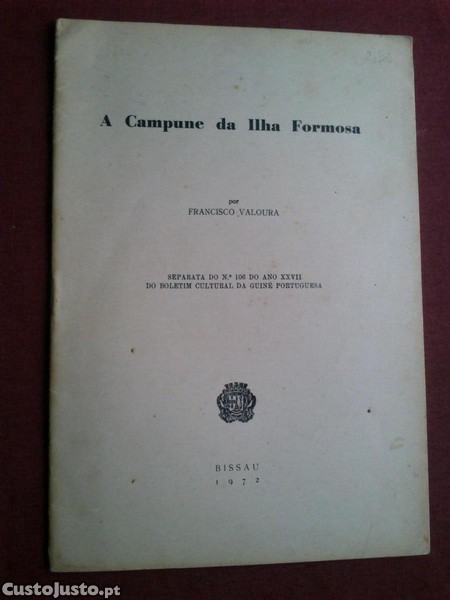 A Campune da Ilha Formosa
por
FRANCISCO VALOURA
SEPARATA DO N.º 106 DO ANO XXVII
DO BOLETIM CULTURAL DA GUINÉ PORTUGUESA
BISSAU
1972
CustoJusto.pt